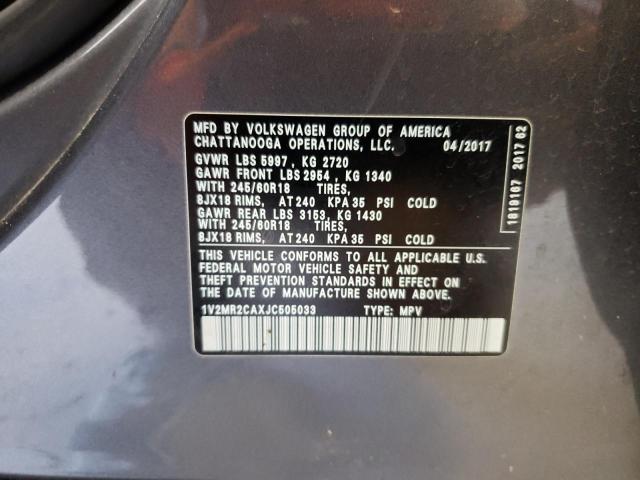 MFD BY VOLKSWAGEN GROUP OF AMERICA
CHATTANOOGA OPERATIONS, LLC. 04/2017
GVWR LBS 5997 , KG 2720
GAWR FRONT LBS 2954 , KG 1340
WITH 245/60R18 TIRES,
8JX18 RIMS, AT 240 KPA 35 PSI COLD
GAWR REAR LBS 3153, KG 1430
WITH 245/60R18 TIRES,
8JX18 RIMS, AT 240 KPA 35 PSI COLD
THIS VEHICLE CONFORMS TO ALL APPLICABLE U.S.
FEDERAL MOTOR VEHICLE SAFETY AND
THEFT PREVENTION STANDARDS IN EFFECT ON
THE DATE OF MANUFACTURE SHOWN ABOVE.
1V2MR2CAXJC505033 TYPE: MPV
1818167 2017 62